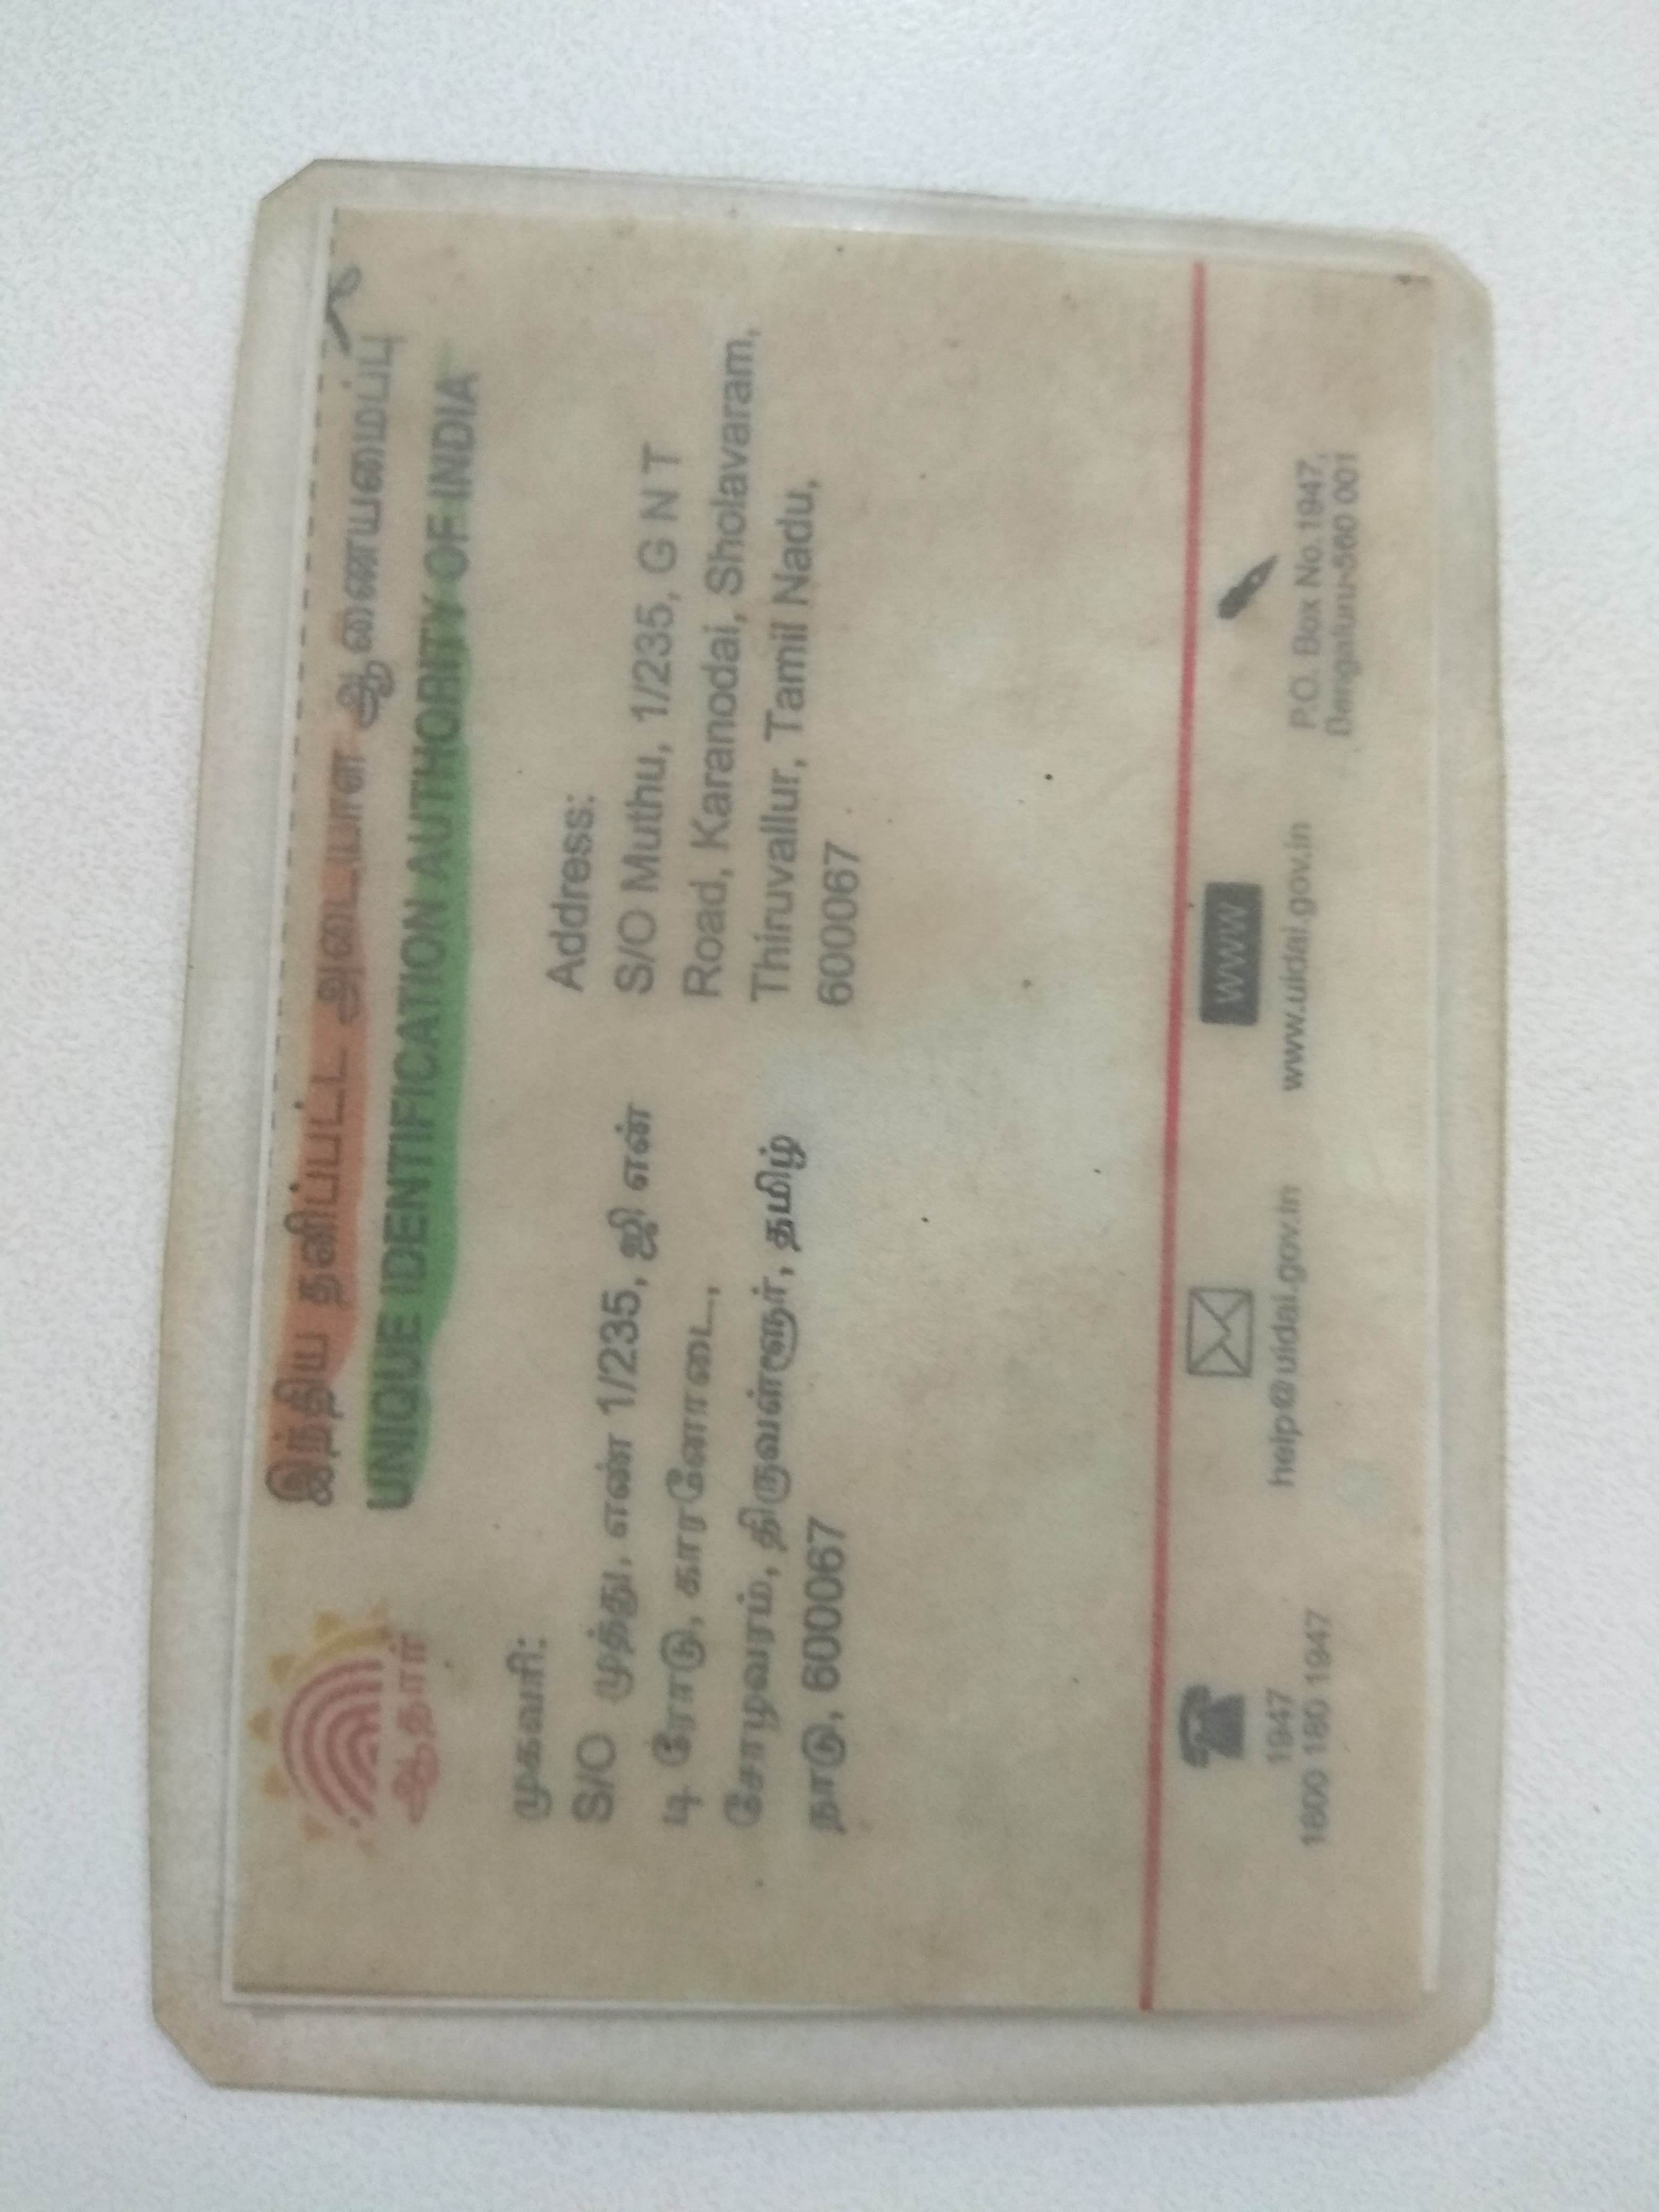 இந்திய தனிப்பட்ட அடையாள ஆணையமைப்பு
UNIQUE IDENTIFICATION AUTHORITY OF INDIA
ஆதார்
முகவரி:
S/O முத்து, என் 1/235, ஜி என்
டி ரோடு, காரனோடை,
சோழவரம், திருவள்ளூர், தமிழ்
நாடு, 600067
Address:
S/O Muthu, 1/235, G N T
Road, Karanodai, Sholavaram,
Thiruvallur, Tamil Nadu,
600067
1947
1800 180 1947
help@uidai.gov.in
WWW
www.uidai.gov.in
P.O. Box No.1947,
Bengaluru-560 001